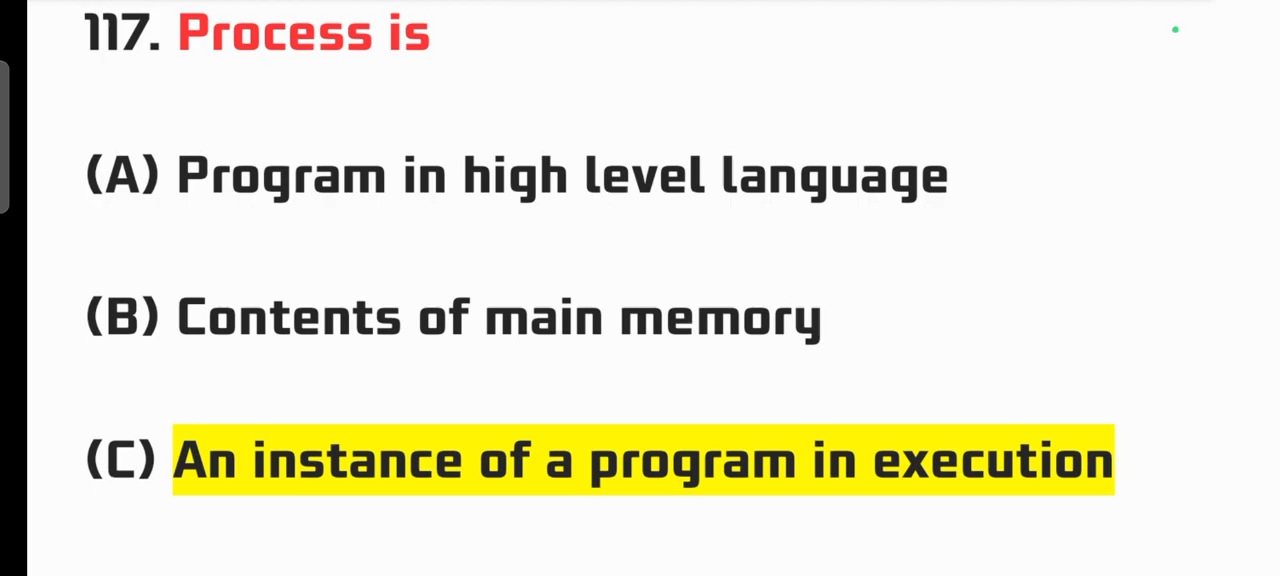 117. Process is
(A) Program in high level language
(B) Contents of main memory
(C) An instance of a program in execution